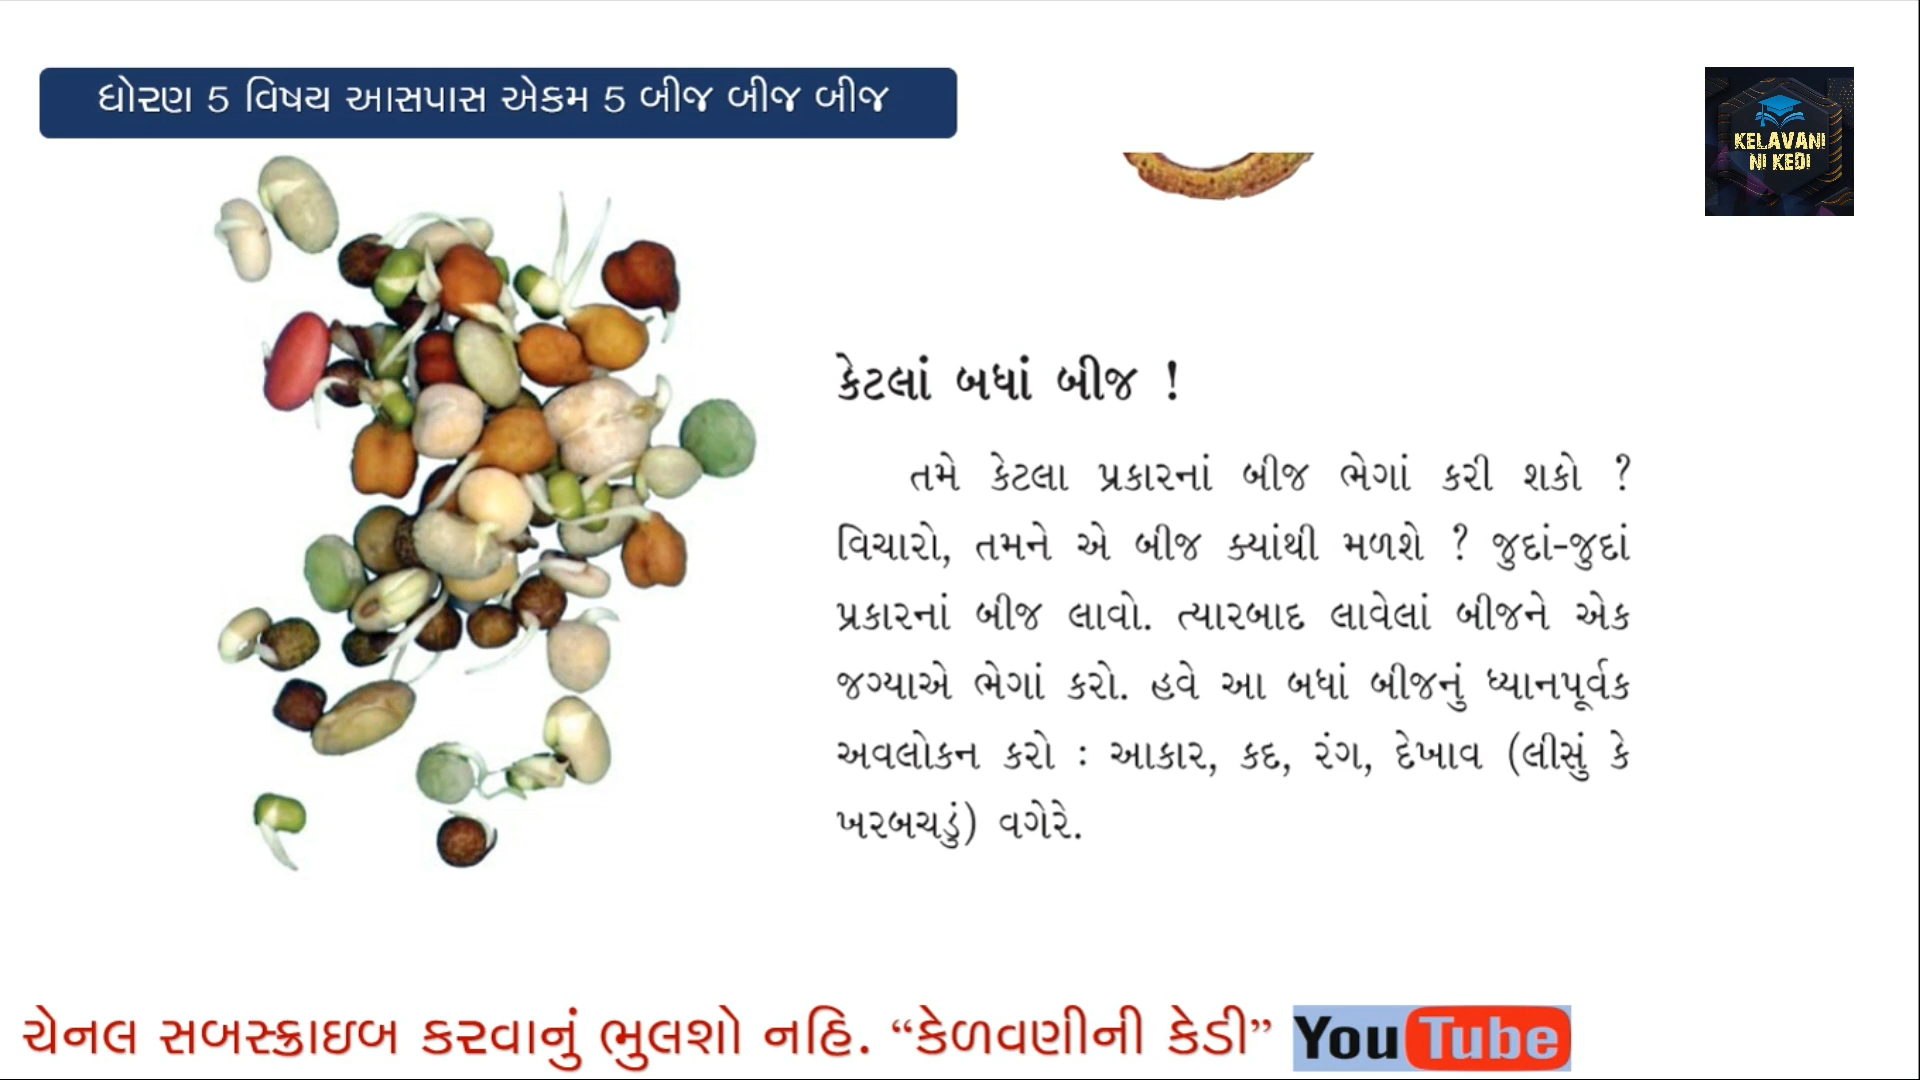 ધોરણ 5 વિષય આસપાસ એકમ 5 બીજ બીજ બીજ
KELAVANI
NI KEDI
કેટલાં બધાં બીજ !
તમે કેટલા પ્રકારનાં બીજ ભેગાં કરી શકો ?
વિચારો, તમને એ બીજ ક્યાંથી મળશે ? જુદાં-જુદાં
પ્રકારનાં બીજ લાવો. ત્યારબાદ લાવેલાં બીજને એક
જગ્યાએ ભેગાં કરો. હવે આ બધાં બીજનું ધ્યાનપૂર્વક
અવલોકન કરો : આકાર, કદ, રંગ, દેખાવ (લીસું કે
ખરબચડું) વગેરે.
ચેનલ સબસ્ક્રાઇબ કરવાનું ભુલશો નહિ. “કેળવણીની કેડી” YouTube